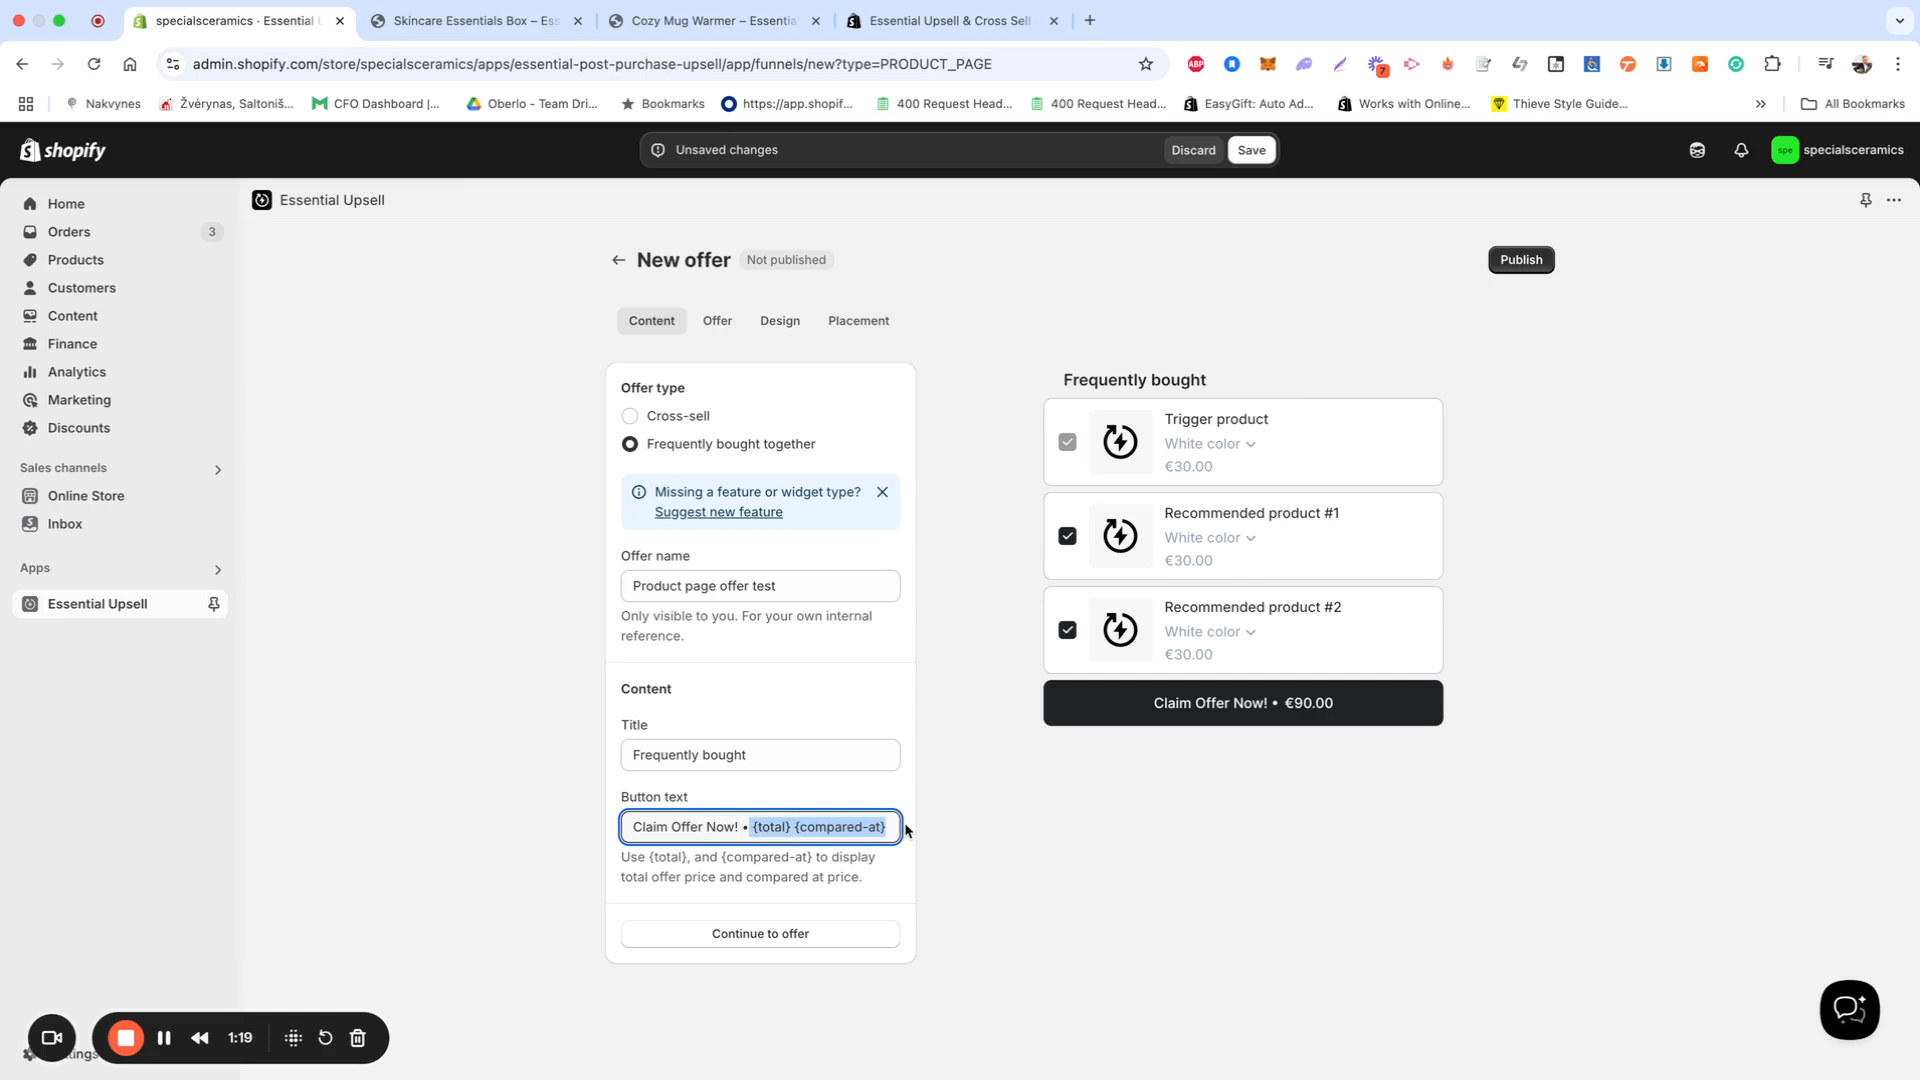 specialsceramics · Essential U
Skincare Essentials Box – Ess
Cozy Mug Warmer – Essentia
Essential Upsell & Cross Sell
admin.shopify.com/store/specialsceramics/apps/essential-post-purchase-upsell/app/funnels/new?type=PRODUCT_PAGE
ABP
7
Nakvynes
Žvėrynas, Saltoniš...
CFO Dashboard |...
Oberlo - Team Dri...
Bookmarks
https://app.shopif...
400 Request Head...
400 Request Head...
EasyGift: Auto Ad...
Works with Online...
Thieve Style Guide...
All Bookmarks
shopify
Unsaved changes
Discard
Save
spe
specialsceramics
Home
Orders
3
Products
Customers
Content
Finance
Analytics
Marketing
Discounts
Sales channels
Online Store
Inbox
Apps
Essential Upsell
Essential Upsell
New offer
Not published
Publish
Content
Offer
Design
Placement
Offer type
Cross-sell
Frequently bought together
Missing a feature or widget type?
Suggest new feature
Offer name
Product page offer test
Only visible to you. For your own internal
reference.
Content
Title
Frequently bought
Button text
Claim Offer Now! • {total} {compared-at}
Use {total}, and {compared-at} to display
total offer price and compared at price.
Continue to offer
Frequently bought
Trigger product
White color
€30.00
Recommended product #1
White color
€30.00
Recommended product #2
White color
€30.00
Claim Offer Now! • €90.00
1:19